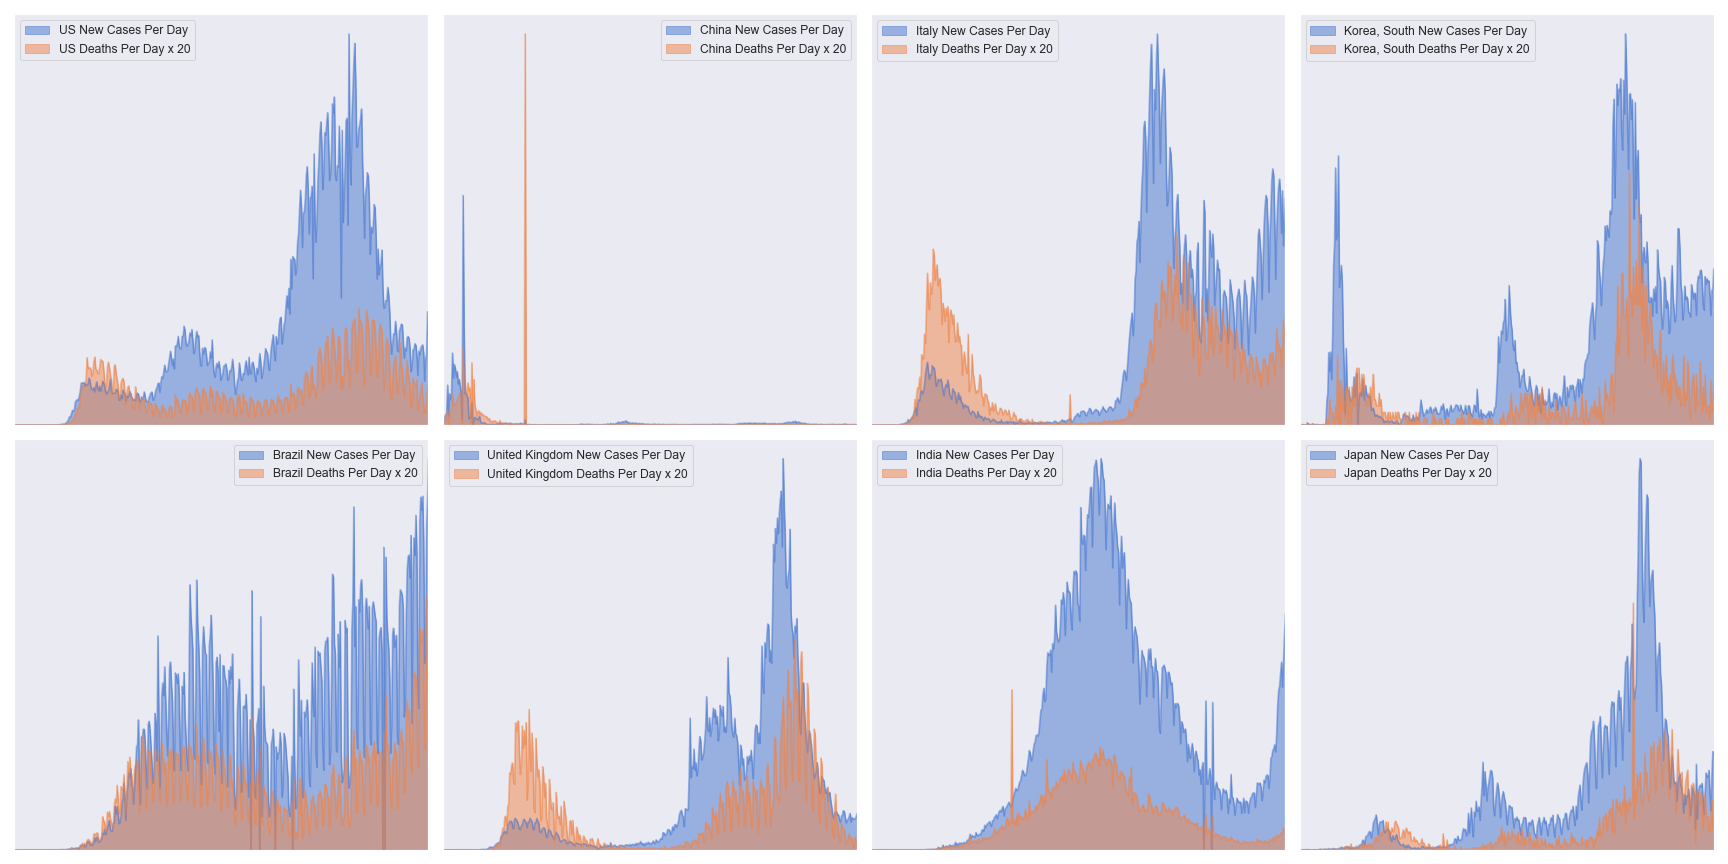 US New Cases Per Day
US Deaths Per Day x 20
China New Cases Per Day
China Deaths Per Day x 20
Italy New Cases Per Day
Italy Deaths Per Day x 20
Korea, South New Cases Per Day
Korea, South Deaths Per Day x 20
Brazil New Cases Per Day
Brazil Deaths Per Day x 20
United Kingdom New Cases Per Day
United Kingdom Deaths Per Day x 20
India New Cases Per Day
India Deaths Per Day x 20
Japan New Cases Per Day
Japan Deaths Per Day x 20